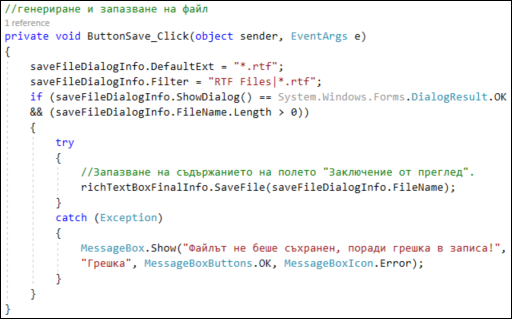 //генериране и запазване на файл
1 reference
private void ButtonSave_Click(object sender, EventArgs e)
{
saveFileDialogInfo.DefaultExt = "*.rtf";
saveFileDialogInfo.Filter = "RTF Files|*.rtf";
if (saveFileDialogInfo.ShowDialog() == System.Windows.Forms.DialogResult.OK
&& (saveFileDialogInfo.FileName.Length > 0))
{
try
{
//Запазване на съдържанието на полето "Заключение от преглед".
richTextBoxFinalInfo.SaveFile(saveFileDialogInfo.FileName);
}
catch (Exception)
{
MessageBox.Show("Файлът не беше съхранен, поради грешка в записа!",
"Грешка", MessageBoxButtons.OK, MessageBoxIcon.Error);
}
}
}